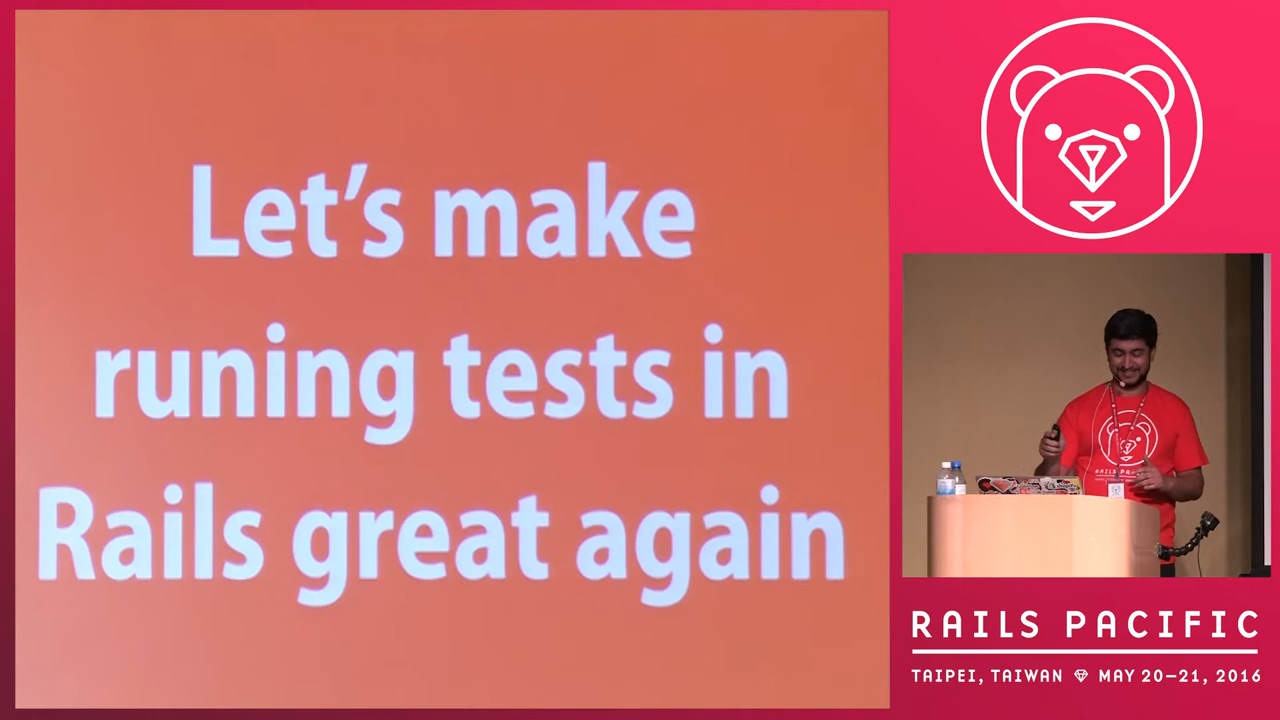 Let's make
runing tests in
Rails great again
RAILS PACIFIC
TAIPEI, TAIWAN MAY 20–21, 2016